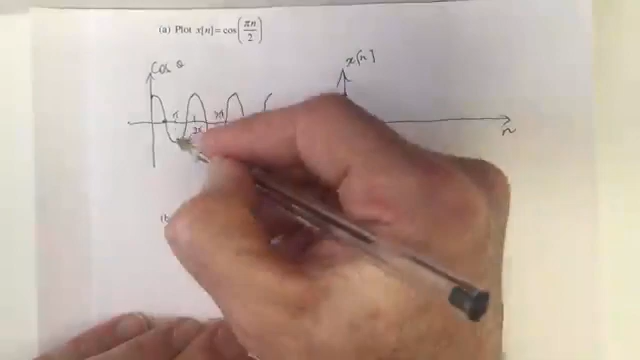 (a) Plot x[n] = cos(πn/2)
Cos θ
x[n]
π
2π
3π
n
(b